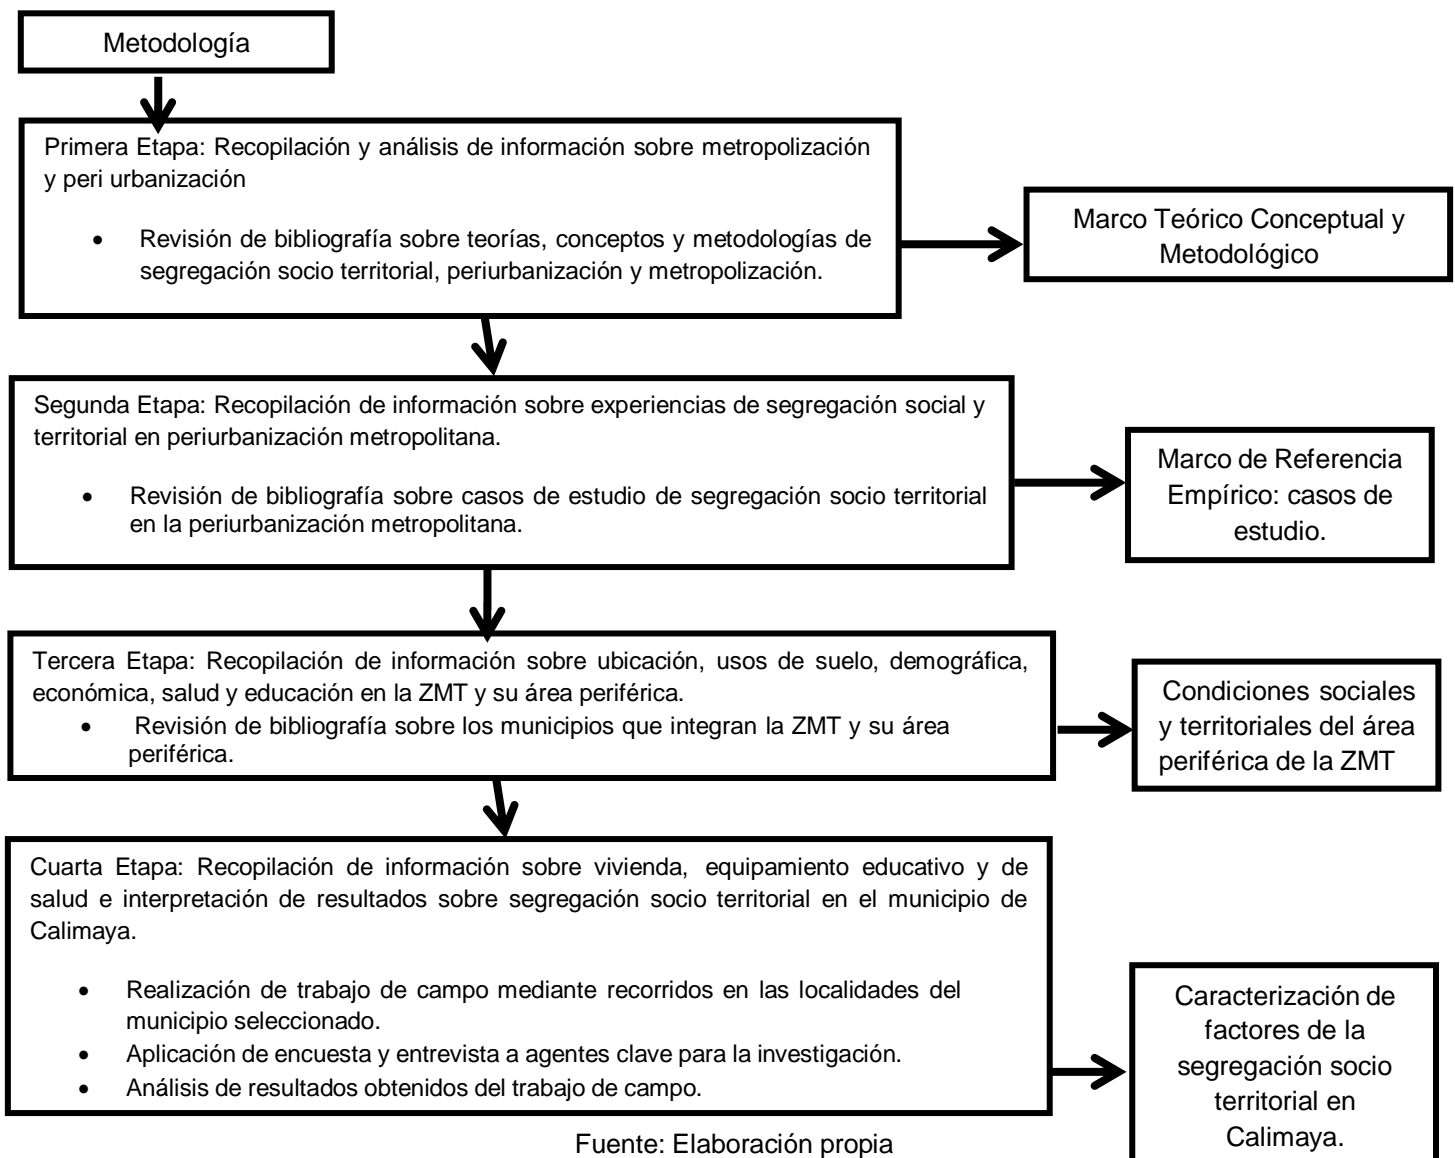 Metodología
Primera Etapa: Recopilación y análisis de información sobre metropolización
y peri urbanización
• Revisión de bibliografía sobre teorías, conceptos y metodologías de
segregación socio territorial, periurbanización y metropolización.
Marco Teórico Conceptual y
Metodológico
Segunda Etapa: Recopilación de información sobre experiencias de segregación social y
territorial en periurbanización metropolitana.
• Revisión de bibliografía sobre casos de estudio de segregación socio territorial
en la periurbanización metropolitana.
Marco de Referencia
Empírico: casos de
estudio.
Tercera Etapa: Recopilación de información sobre ubicación, usos de suelo, demográfica,
económica, salud y educación en la ZMT y su área periférica.
• Revisión de bibliografía sobre los municipios que integran la ZMT y su área
periférica.
Condiciones sociales
y territoriales del área
periférica de la ZMT
Cuarta Etapa: Recopilación de información sobre vivienda, equipamiento educativo y de
salud e interpretación de resultados sobre segregación socio territorial en el municipio de
Calimaya.
• Realización de trabajo de campo mediante recorridos en las localidades del
municipio seleccionado.
• Aplicación de encuesta y entrevista a agentes clave para la investigación.
• Análisis de resultados obtenidos del trabajo de campo.
Caracterización de
factores de la
segregación socio
territorial en
Calimaya.
Fuente: Elaboración propia